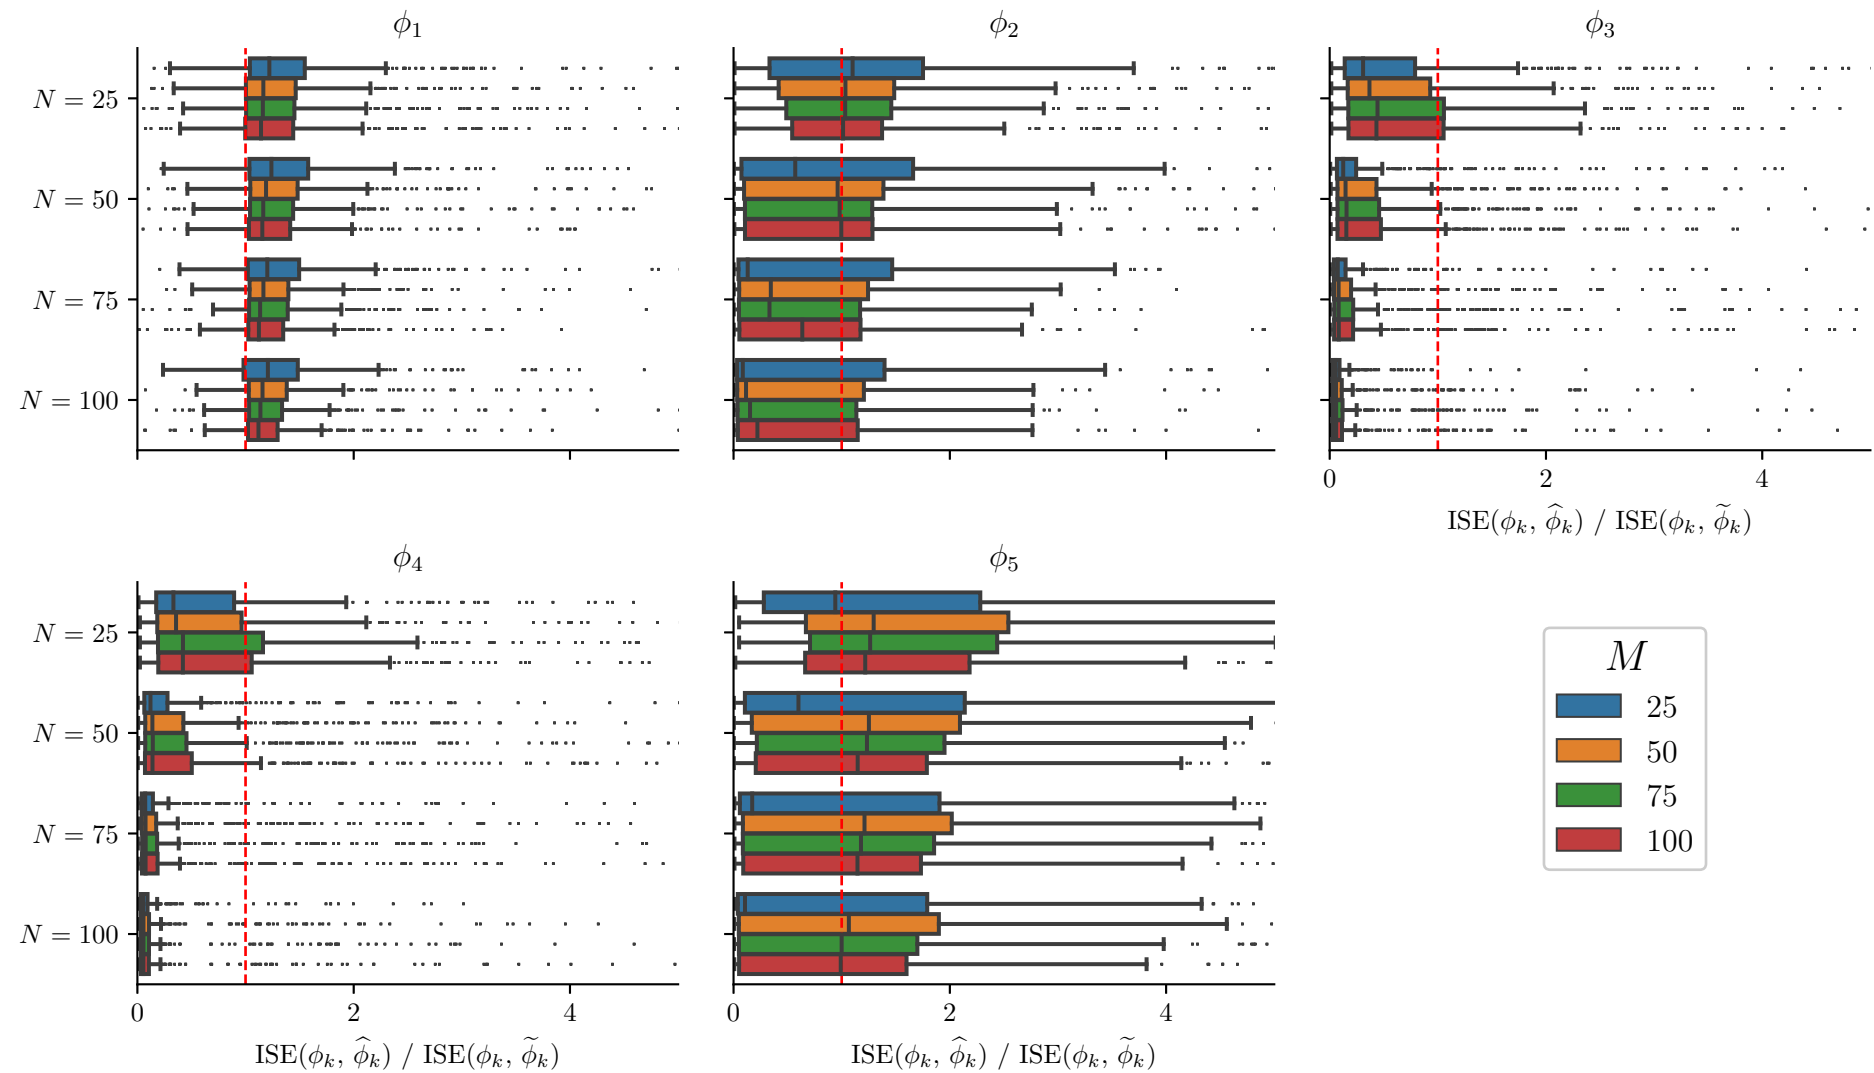 ϕ₁ ϕ₂ ϕ₃
N = 25
N = 50
N = 75
N = 100
0 2 4
ISE(ϕₖ, ϕ̂ₖ) / ISE(ϕₖ, ϕ̃ₖ)
ϕ₄ ϕ₅
N = 25
N = 50
N = 75
N = 100
0 2 4 0 2 4
ISE(ϕₖ, ϕ̂ₖ) / ISE(ϕₖ, ϕ̃ₖ) ISE(ϕₖ, ϕ̂ₖ) / ISE(ϕₖ, ϕ̃ₖ)
M
25
50
75
100